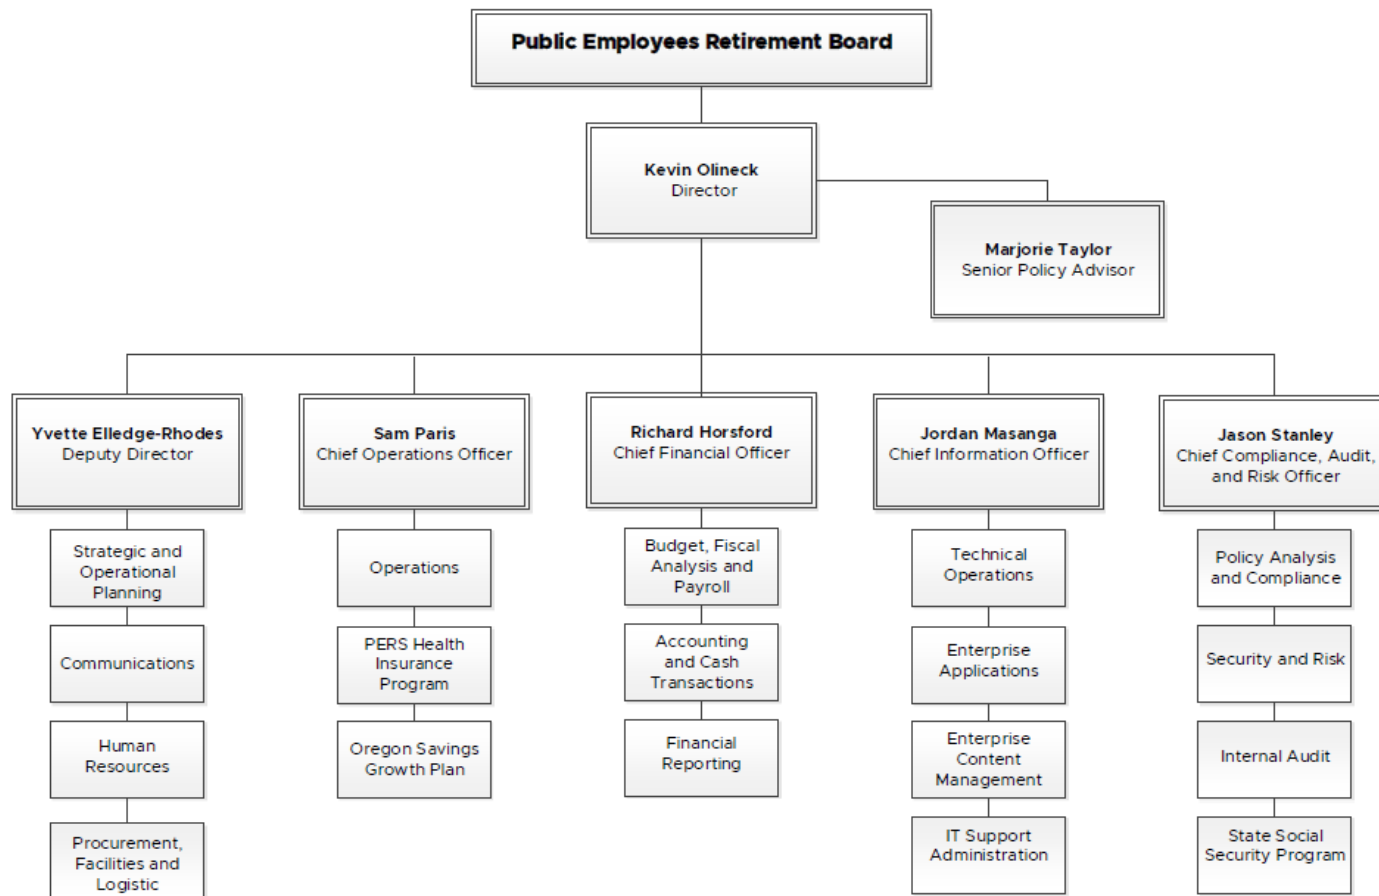 Public Employees Retirement Board
Kevin Olineck
Director
Marjorie Taylor
Senior Policy Advisor
Yvette Elledge-Rhodes
Deputy Director
Sam Paris
Chief Operations Officer
Richard Horsford
Chief Financial Officer
Jordan Masanga
Chief Information Officer
Jason Stanley
Chief Compliance, Audit,
and Risk Officer
Strategic and
Operational
Planning
Communications
Human
Resources
Procurement,
Facilities and
Logistic
Operations
PERS Health
Insurance
Program
Oregon Savings
Growth Plan
Budget, Fiscal
Analysis and
Payroll
Accounting
and Cash
Transactions
Financial
Reporting
Technical
Operations
Enterprise
Applications
Enterprise
Content
Management
IT Support
Administration
Policy Analysis
and Compliance
Security and Risk
Internal Audit
State Social
Security Program